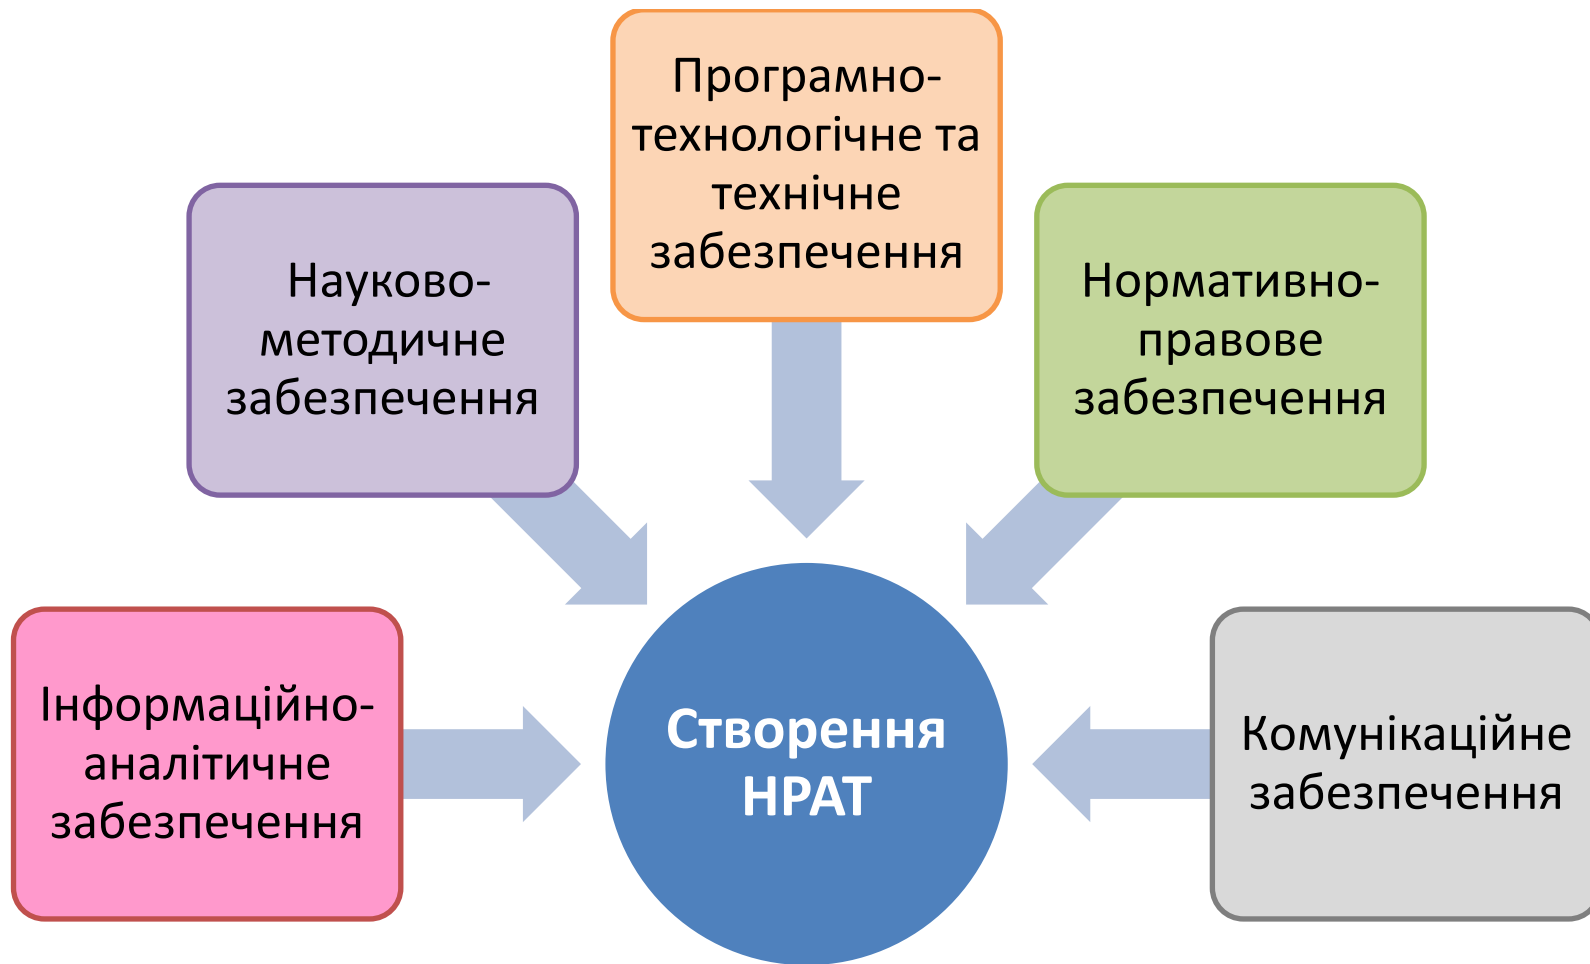 Програмно-
технологічне та
технічне
забезпечення
Науково-
методичне
забезпечення
Нормативно-
правове
забезпечення
Інформаційно-
аналітичне
забезпечення
Створення
НРАТ
Комунікаційне
забезпечення